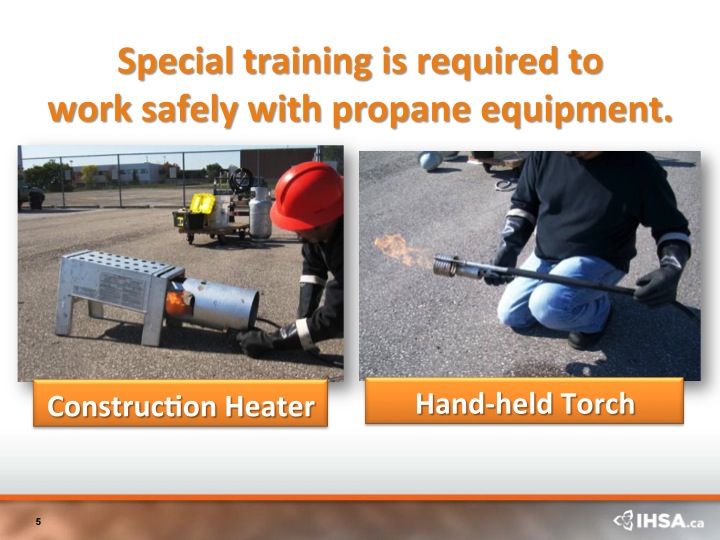 Special training is required to
work safely with propane equipment.
Construction Heater
Hand-held Torch
5
IHSA.ca